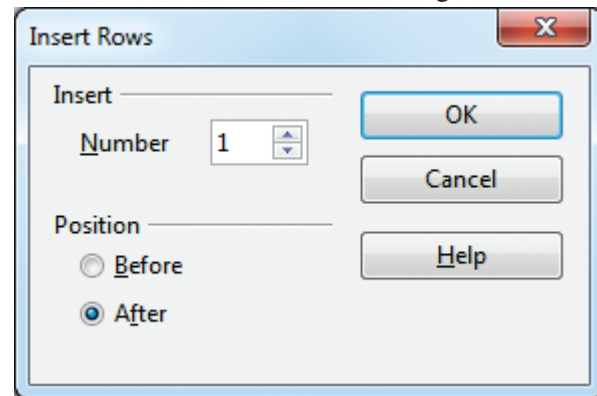 Insert Rows
Insert
Number 1
OK
Cancel
Position
Before
Help
After